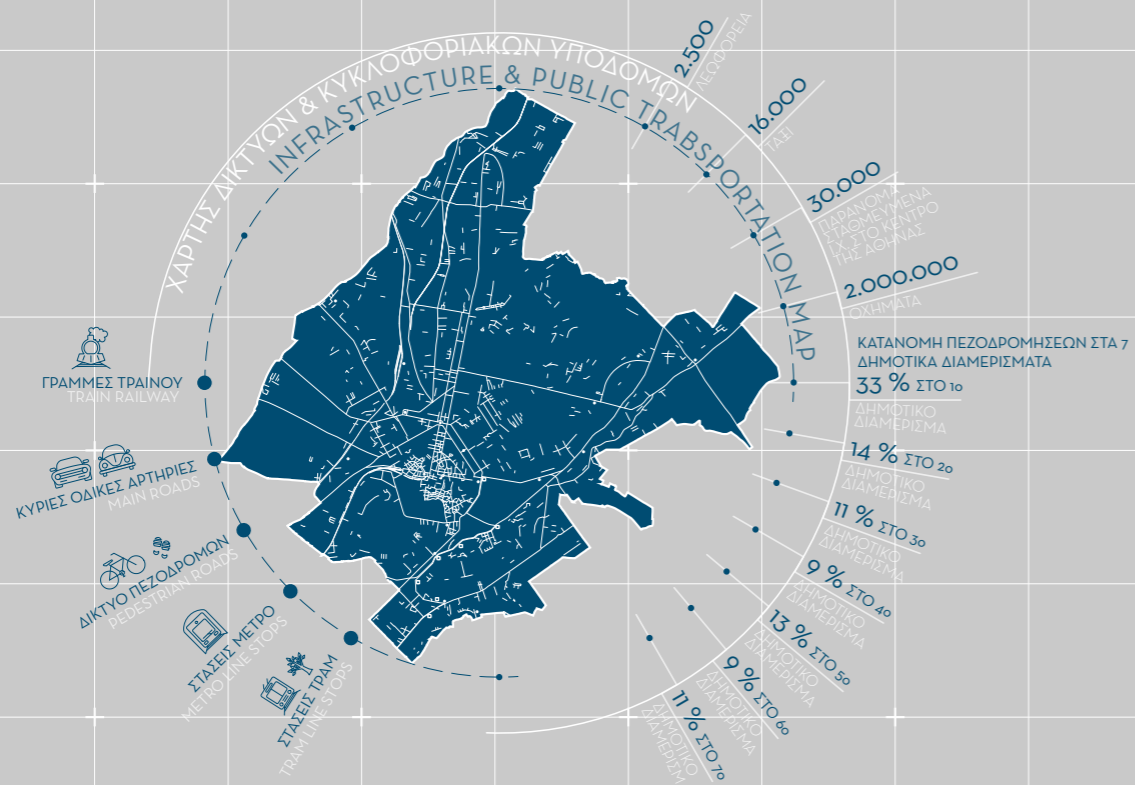 ΧΑΡΤΗΣ ΔΙΚΤΥΩΝ & ΚΥΚΛΟΦΟΡΙΑΚΩΝ ΥΠΟΔΟΜΩΝ
INFRASTRUCTURE & PUBLIC TRABSPORTATION MAP
2.500
ΛΕΩΦΟΡΕΙΑ
16.000
ΤΑΞΙ
30.000
ΠΑΡΑΝΟΜΑ
ΣΤΑΘΜΕΥΜΕΝΑ
ΙΧ ΣΤΟ ΚΕΝΤΡΟ
ΤΗΣ ΑΘΗΝΑΣ
2.000.000
ΟΧΗΜΑΤΑ
ΚΑΤΑΝΟΜΗ ΠΕΖΟΔΡΟΜΗΣΕΩΝ ΣΤΑ 7
ΔΗΜΟΤΙΚΑ ΔΙΑΜΕΡΙΣΜΑΤΑ
33 % ΣΤΟ 1ο
ΔΗΜΟΤΙΚΟ
ΔΙΑΜΕΡΙΣΜΑ
14 % ΣΤΟ 2ο
ΔΗΜΟΤΙΚΟ
ΔΙΑΜΕΡΙΣΜΑ
11 % ΣΤΟ 3ο
ΔΗΜΟΤΙΚΟ
ΔΙΑΜΕΡΙΣΜΑ
9 % ΣΤΟ 4ο
ΔΗΜΟΤΙΚΟ
ΔΙΑΜΕΡΙΣΜΑ
13 % ΣΤΟ 5ο
ΔΗΜΟΤΙΚΟ
ΔΙΑΜΕΡΙΣΜΑ
9 % ΣΤΟ 6ο
ΔΗΜΟΤΙΚΟ
ΔΙΑΜΕΡΙΣΜΑ
11 % ΣΤΟ 7ο
ΔΗΜΟΤΙΚΟ
ΔΙΑΜΕΡΙΣΜ
ΓΡΑΜΜΕΣ ΤΡΑΙΝΟΥ
TRAIN RAILWAY
ΚΥΡΙΕΣ ΟΔΙΚΕΣ ΑΡΤΗΡΙΕΣ
MAIN ROADS
ΔΙΚΤΥΟ ΠΕΖΟΔΡΟΜΩΝ
PEDESTRIAN ROADS
ΣΤΑΣΕΙΣ ΜΕΤΡΟ
METRO LINE STOPS
ΣΤΑΣΕΙΣ ΤΡΑΜ
TRAM LINE STOPS